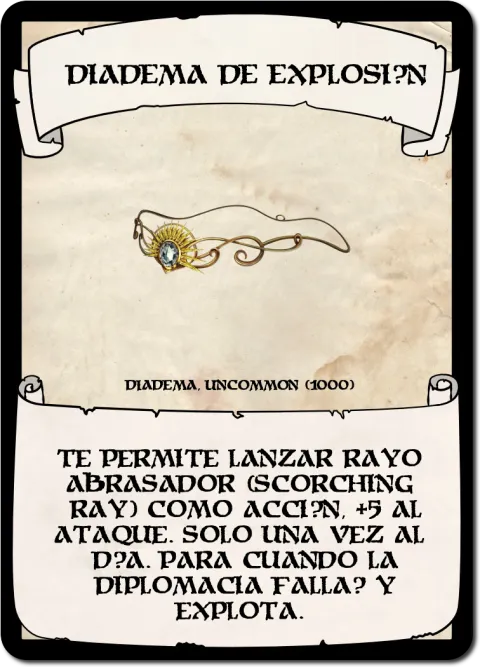 DIADEMA DE EXPLOSI?N
DIADEMA, UNCOMMON (1000)
TE PERMITE LANZAR RAYO
ABRASADOR (SCORCHING
RAY) COMO ACCI?N, +5 AL
ATAQUE. SOLO UNA VEZ AL
D?A. PARA CUANDO LA
DIPLOMACIA FALLA? Y
EXPLOTA.